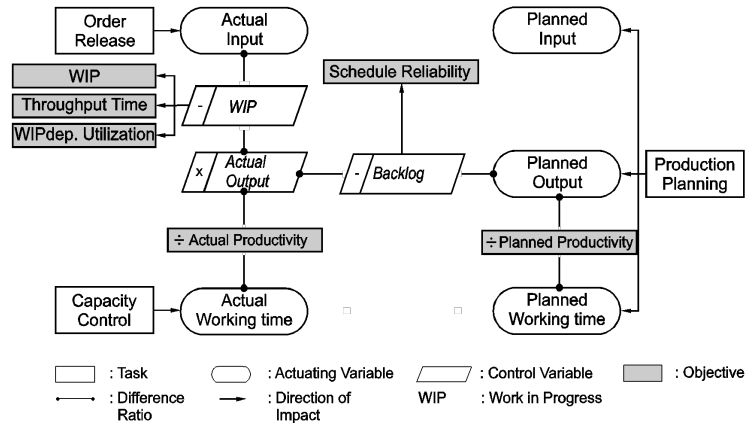 Order
Release
Actual
Input
Planned
Input
WIP
Throughput Time
WIPdep. Utilization
- WIP
Schedule Reliability
x Actual
Output
- Backlog
Planned
Output
Production
Planning
÷ Actual Productivity
÷ Planned Productivity
Capacity
Control
Actual
Working time
Planned
Working time
: Task
: Actuating Variable
: Control Variable
: Objective
: Difference
Ratio
: Direction of
Impact
WIP : Work in Progress